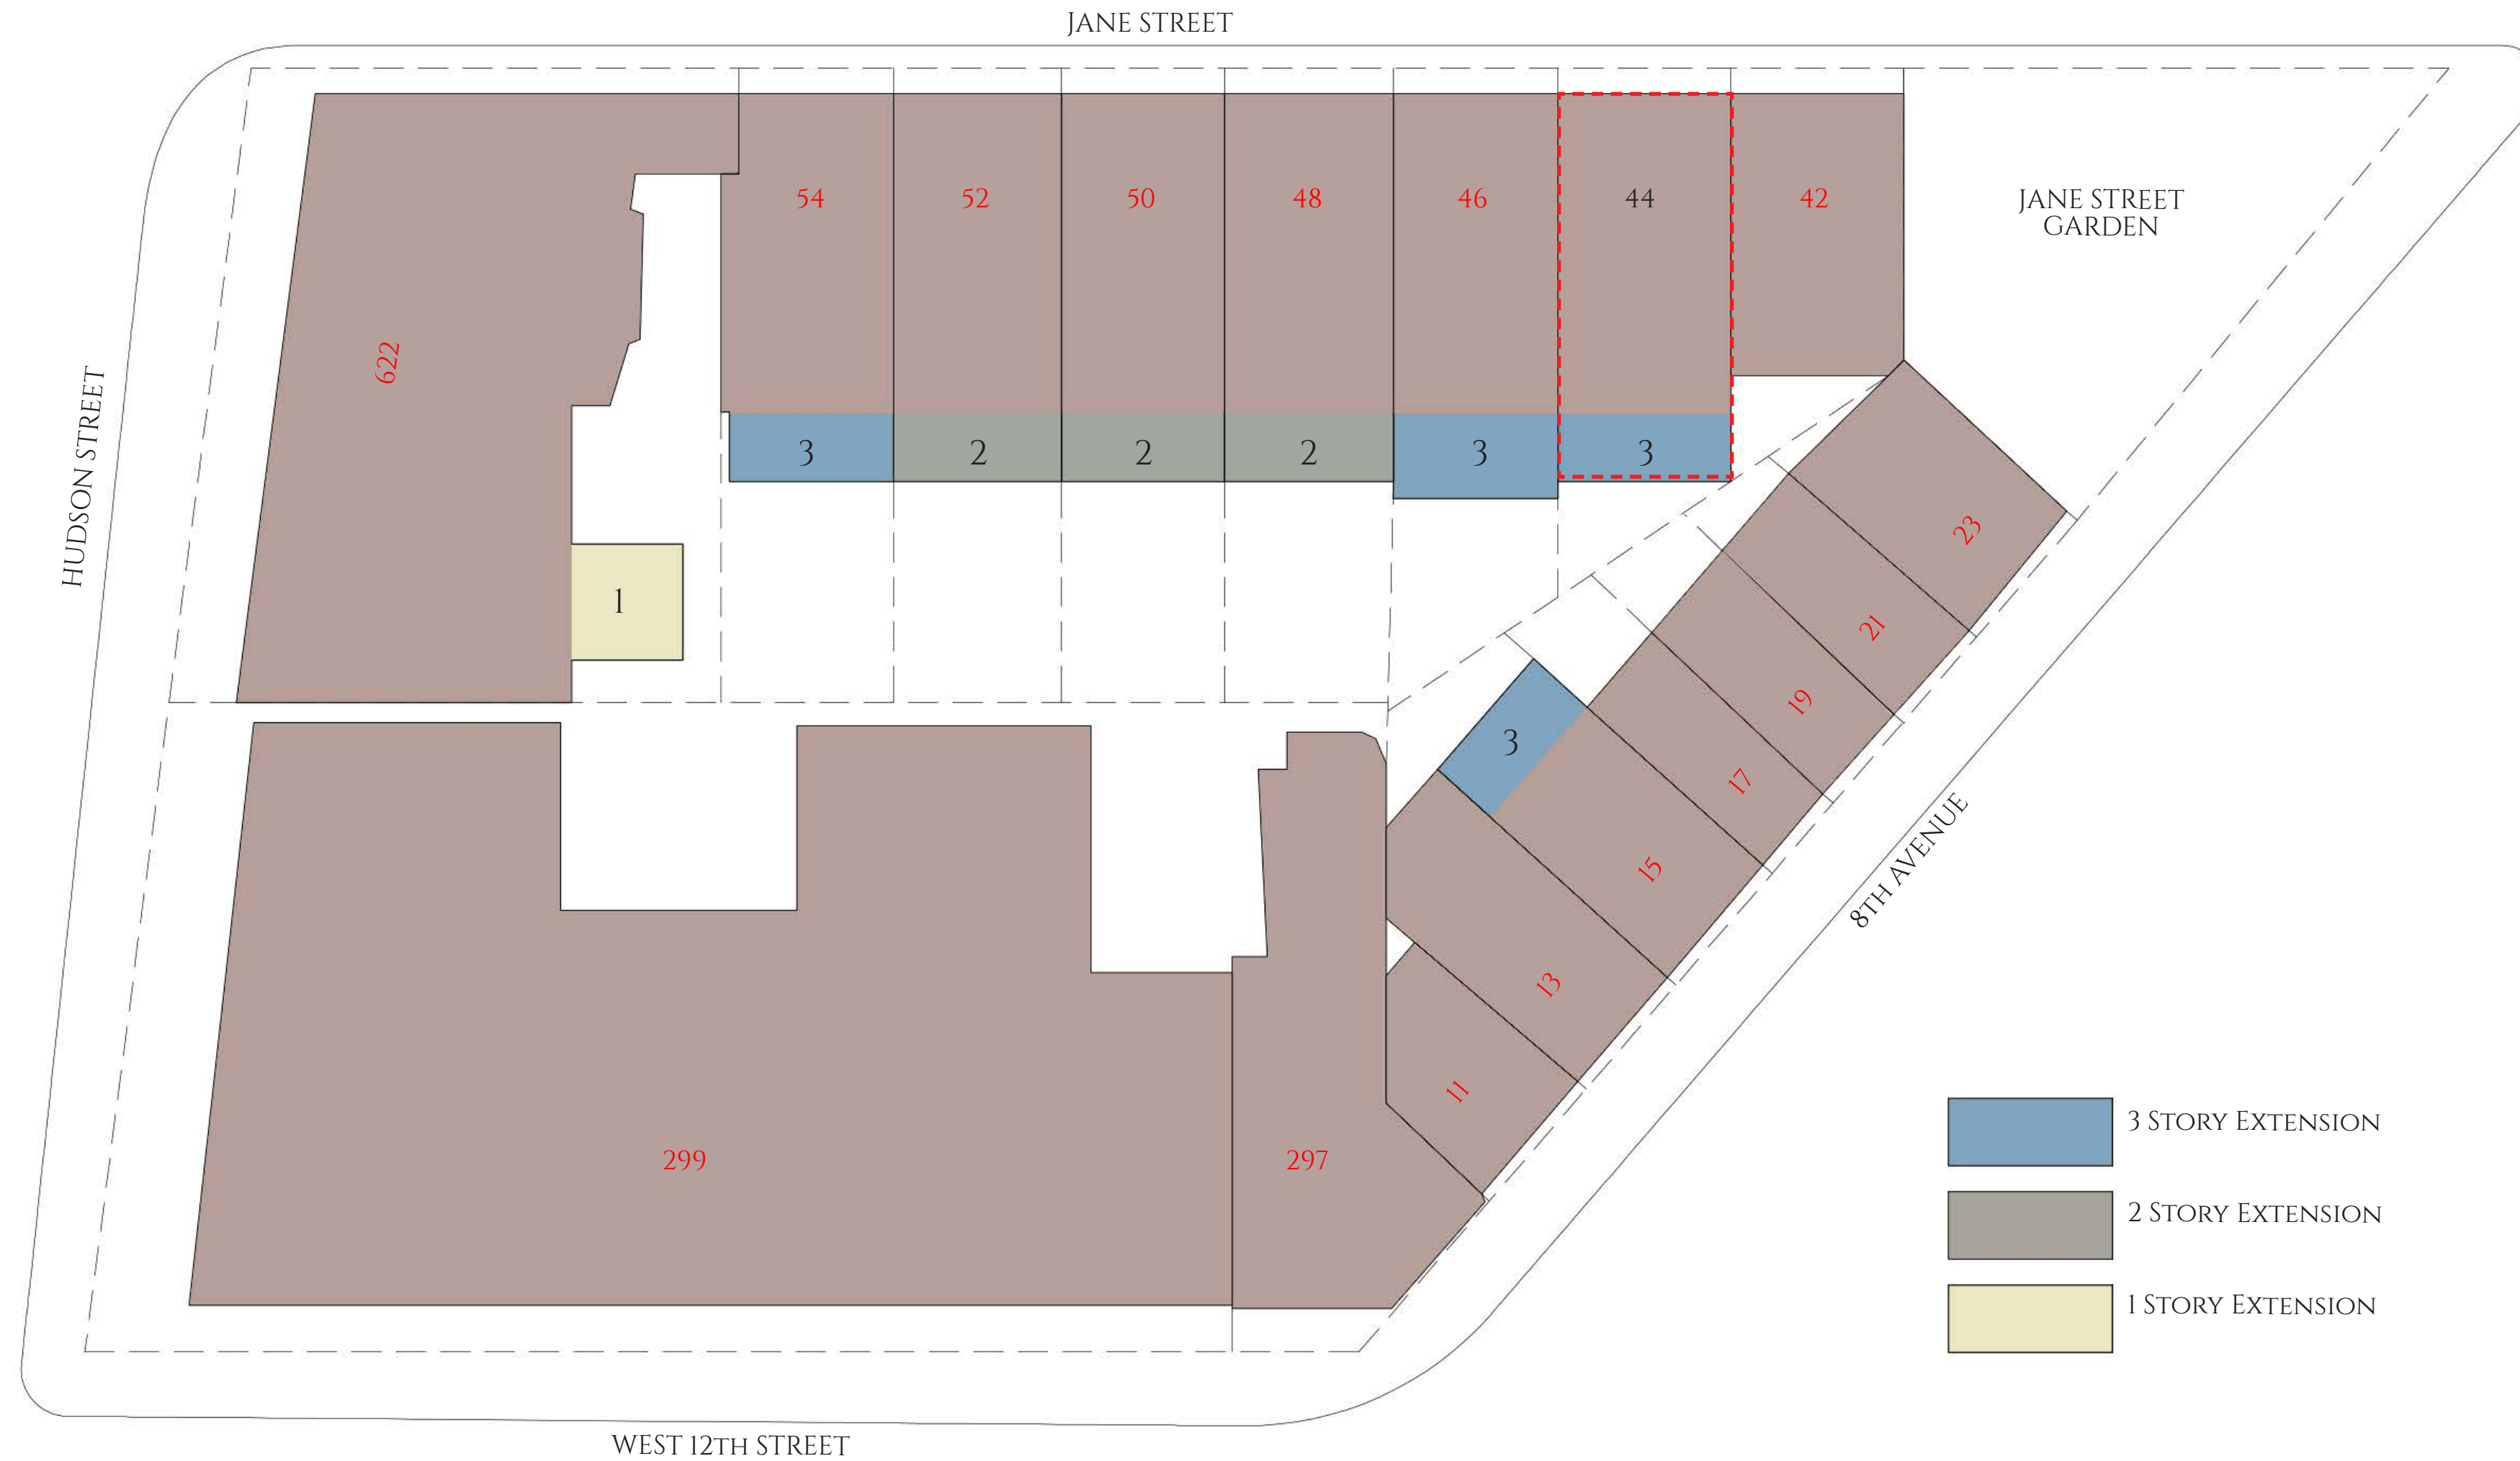 JANE STREET
54
52
50
48
46
44
42
JANE STREET
GARDEN
622
HUDSON STREET
3
2
2
2
3
3
1
23
21
19
17
3
15
13
11
8TH AVENUE
299
297
3 STORY EXTENSION
2 STORY EXTENSION
1 STORY EXTENSION
WEST 12TH STREET